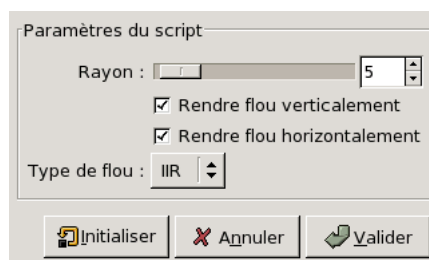 Paramètres du script
Rayon : 5
Rendre flou verticalement
Rendre flou horizontalement
Type de flou : IIR
Initialiser Annuler Valider